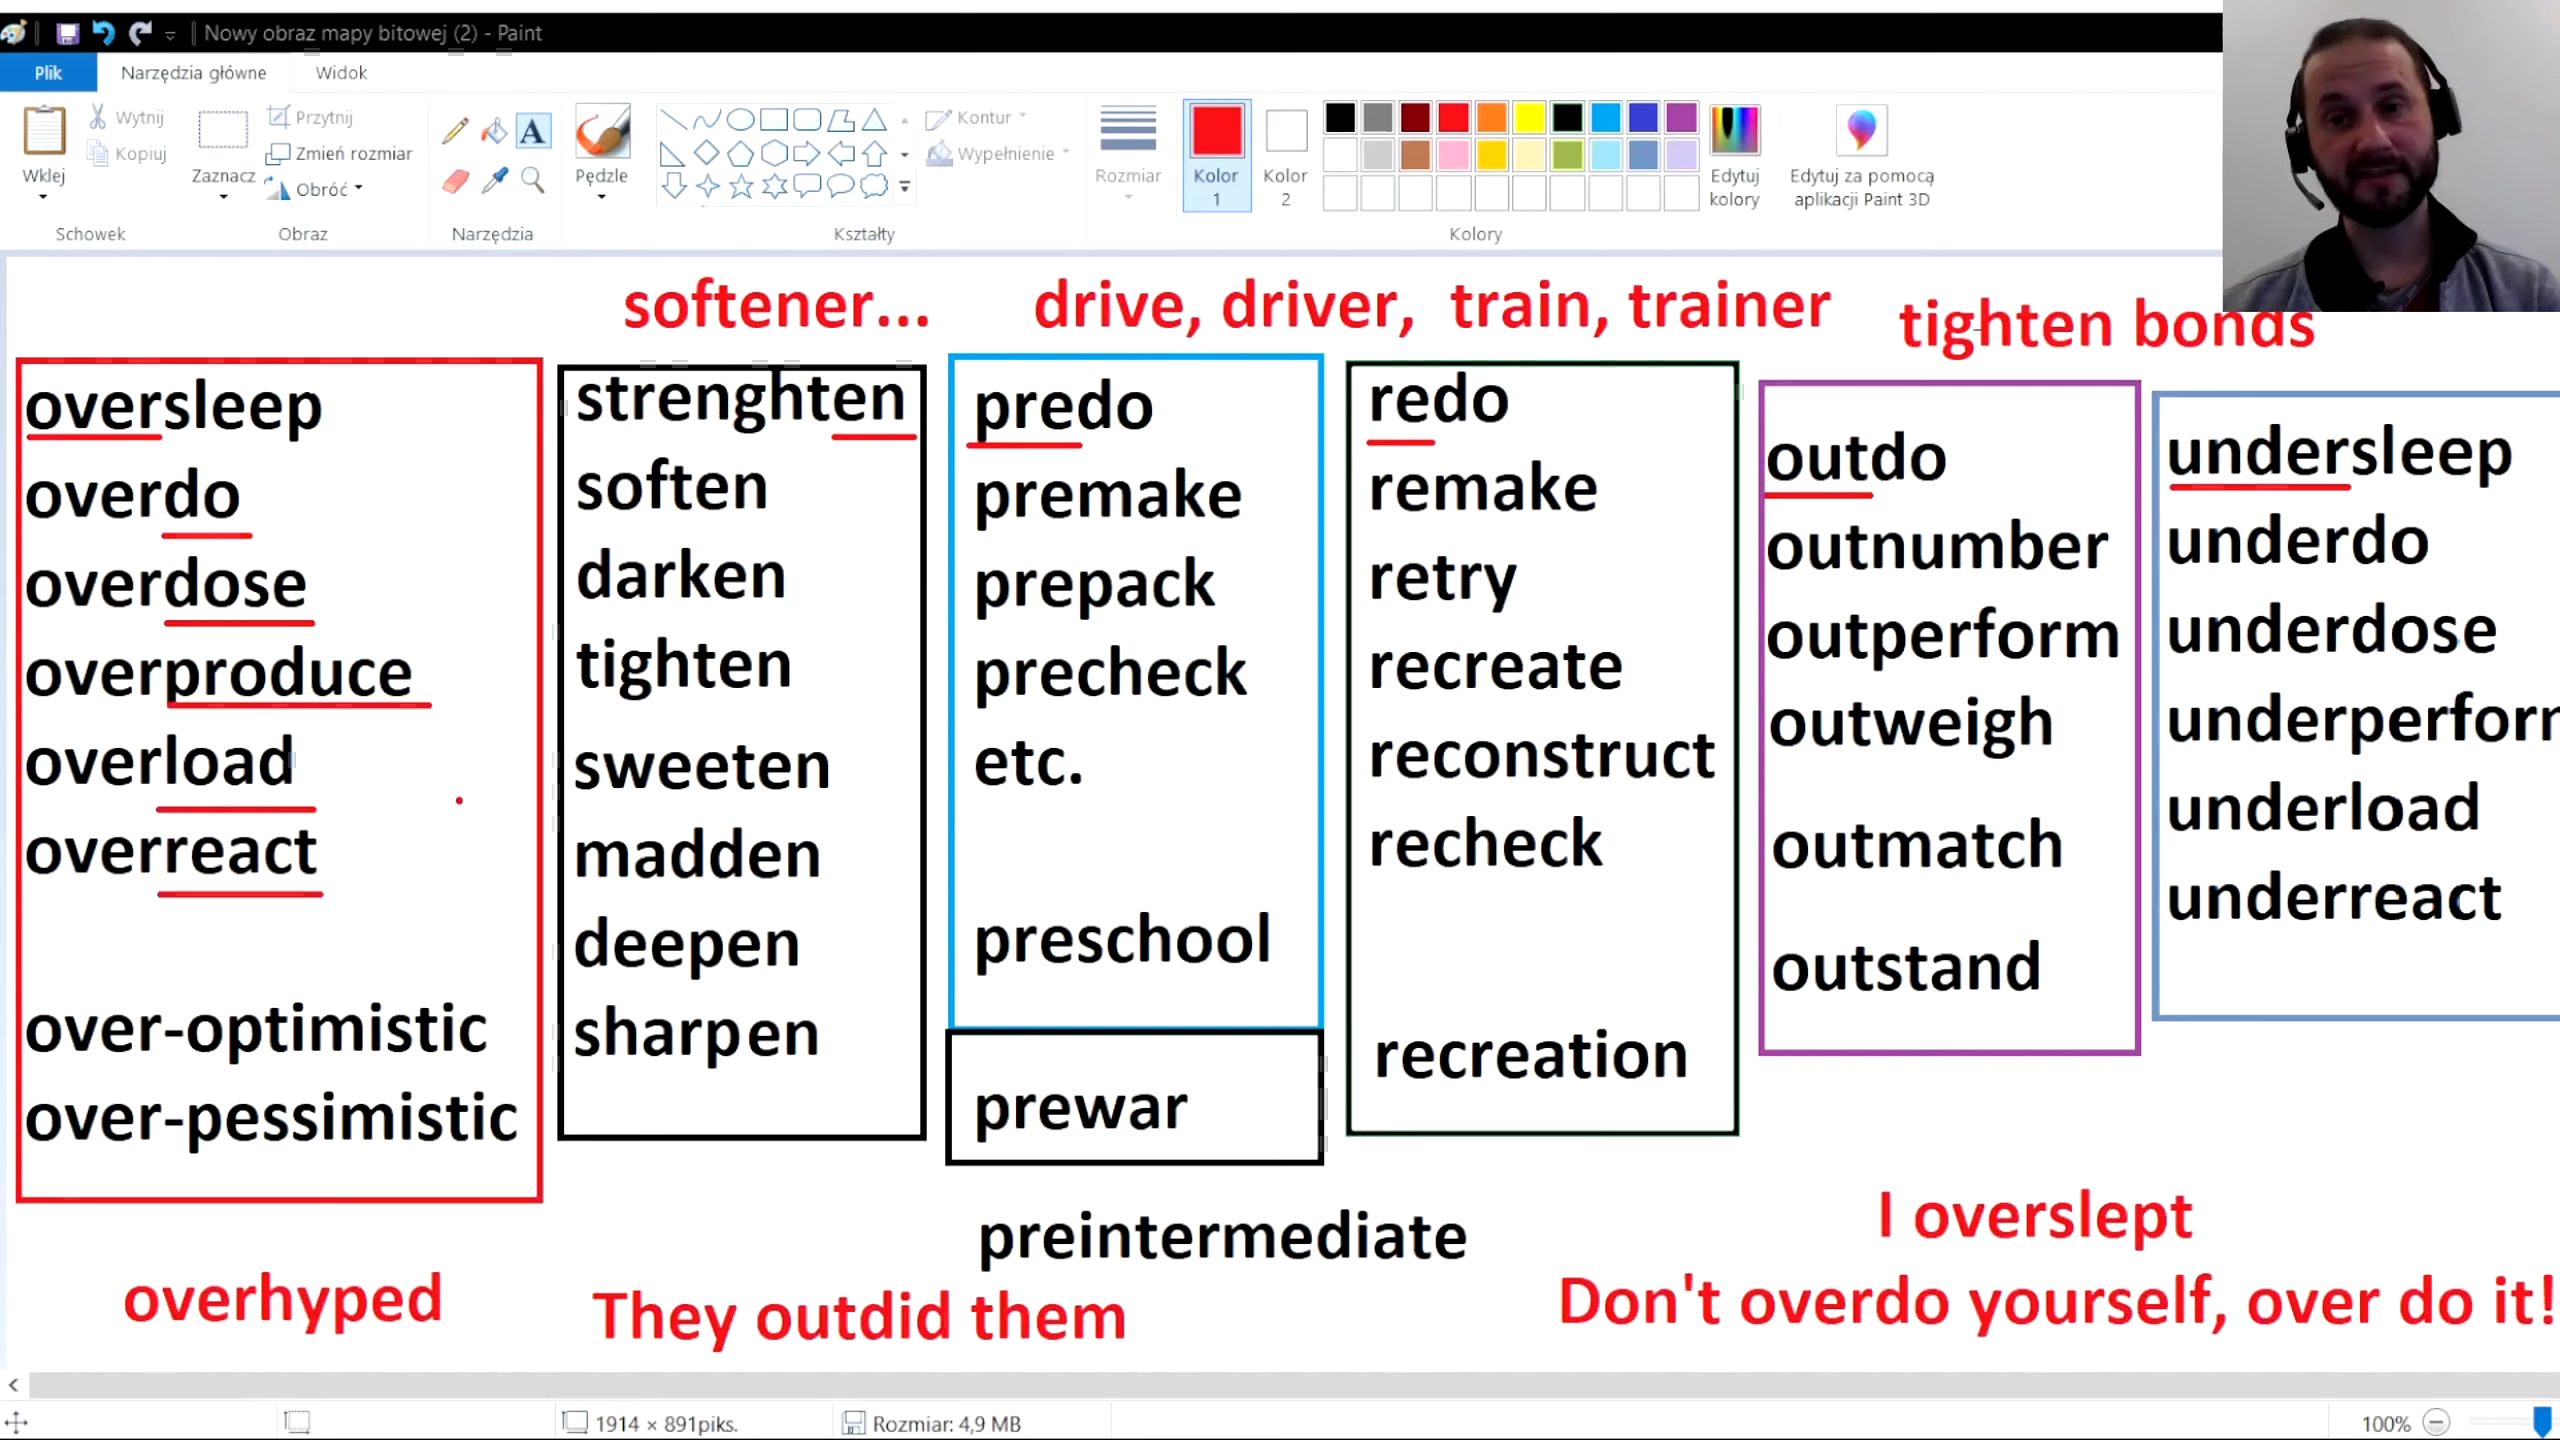 Nowy obraz mapy bitowej (2) - Paint
Plik
Narzędzia główne
Widok
Wklej
Wytnij
Kopiuj
Schowek
Zaznacz
Przytnij
Zmień rozmiar
Obróć
Obraz
A
Narzędzia
Pędzle
Kształty
Kontur
Wypełnienie
Rozmiar
Kolor
1
Kolor
2
Edytuj
kolory
Kolory
Edytuj za pomocą
aplikacji Paint 3D
softener...
drive, driver, train, trainer
tighten bonds
oversleep
overdo
overdose
overproduce
overload
overreact
over-optimistic
over-pessimistic
strenghten
soften
darken
tighten
sweeten
madden
deepen
sharpen
predo
premake
prepack
precheck
etc.
preschool
prewar
redo
remake
retry
recreate
reconstruct
recheck
recreation
outdo
outnumber
outperform
outweigh
outmatch
outstand
undersleep
underdo
underdose
underperfor
underload
underreact
preintermediate
overhyped
They outdid them
I overslept
Don't overdo yourself, over do it!
1914 × 891piks.
Rozmiar: 4,9 MB
100%